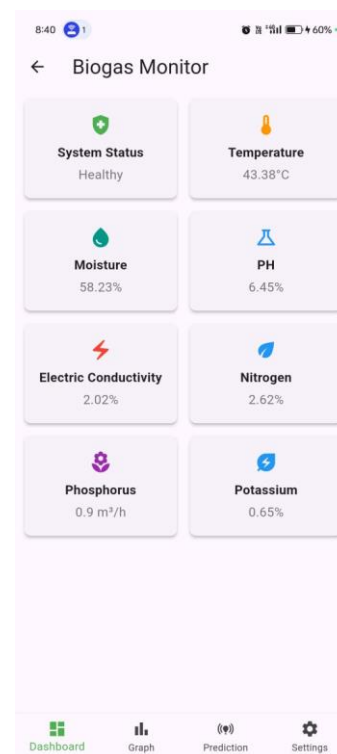 8:40 1 60%
Biogas Monitor
System Status
Healthy
Temperature
43.38°C
Moisture
58.23%
PH
6.45%
Electric Conductivity
2.02%
Nitrogen
2.62%
Phosphorus
0.9 m³/h
Potassium
0.65%
Dashboard
Graph
Prediction
Settings